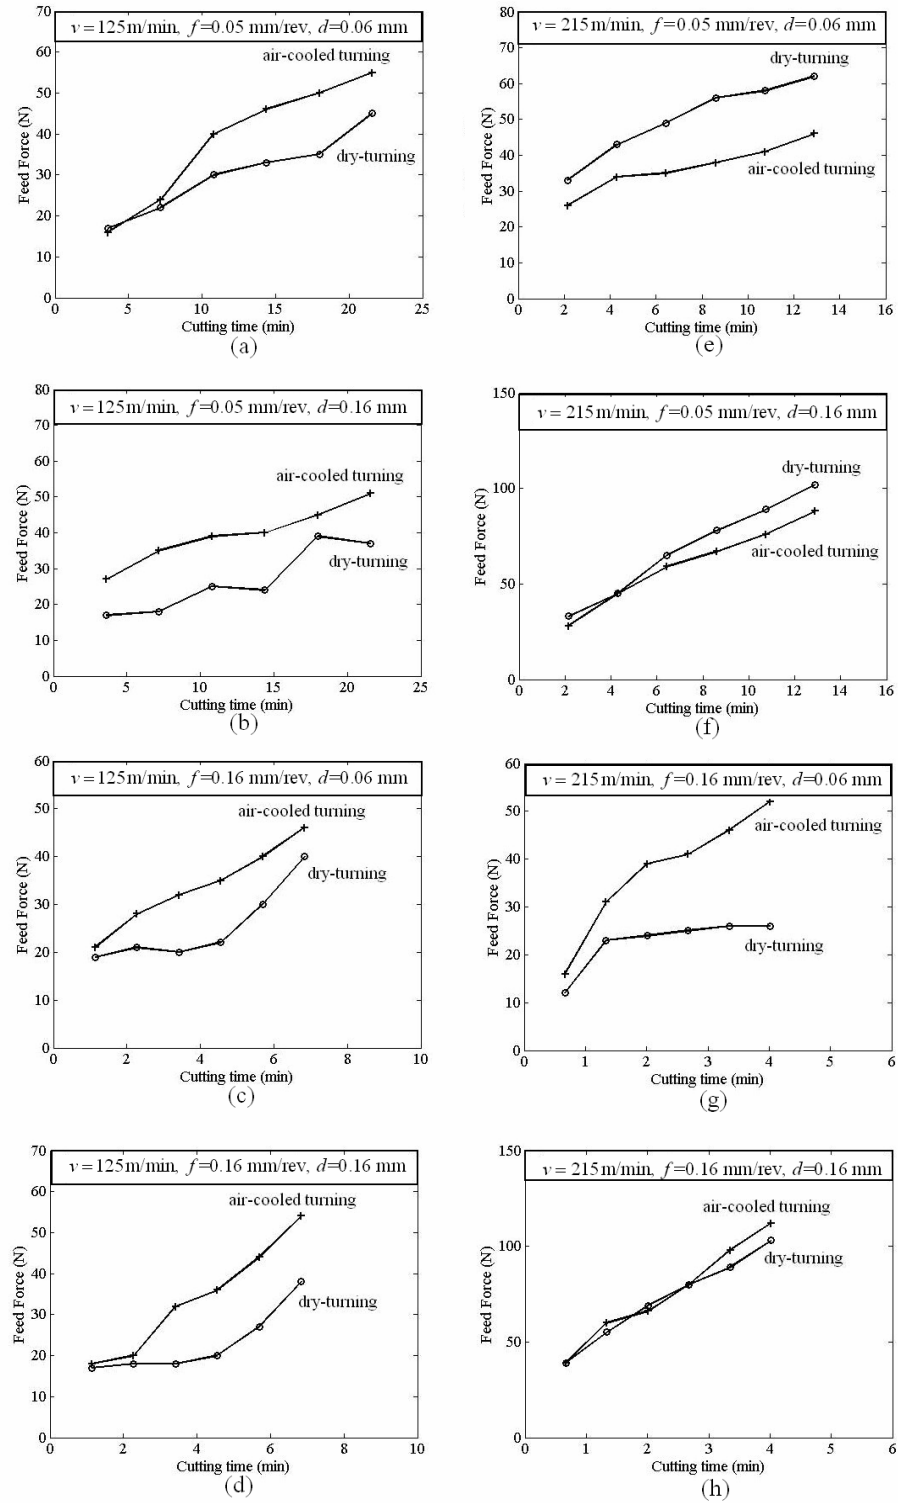 70
v = 125m/min, f=0.05 mm/rev, d=0.06 mm
60
air-cooled turning
50
40
dry-turning
30
20
10
0
0 5 10 15 20 25
Feed Force (N)
Cutting time (min)
(a)
80
v = 215m/min, f=0.05 mm/rev, d=0.06 mm
70
dry-turning
60
50
40
air-cooled turning
30
20
10
0
0 2 4 6 8 10 12 14 16
Feed Force (N)
Cutting time (min)
(e)
80
v = 125m/min, f=0.05 mm/rev, d=0.16 mm
70
60
air-cooled turning
50
40
dry-turning
30
20
10
0
5 10 15 20 25
Feed Force (N)
Cutting time (min)
(b)
150
v = 215m/min, f=0.05 mm/rev, d=0.16 mm
dry-turning
100
air-cooled turning
50
0
0 2 4 6 8 10 12 14 16
Feed Force (N)
Cutting time (min)
(f)
60
v = 125m/min, f=0.16 mm/rev, d=0.06 mm
50
air-cooled turning
40
dry-turning
30
20
10
0
0 2 4 6 8 10
Feed Force (N)
Cutting time (min)
(c)
60
v = 215m/min, f=0.16 mm/rev, d=0.06 mm
50
air-cooled turning
40
30
dry-turning
20
10
0
0 1 2 3 4 5 6
Feed Force (N)
Cutting time (min)
(g)
70
v = 125m/min, f=0.16 mm/rev, d=0.16 mm
60
air-cooled turning
50
40
dry-turning
30
20
10
0
0 2 4 6 8 10
Feed Force (N)
Cutting time (min)
(d)
150
v = 215m/min, f=0.16 mm/rev, d=0.16 mm
air-cooled turning
100
dry-turning
50
0
0 1 2 3 4 5 6
Feed Force (N)
Cutting time (min)
(h)